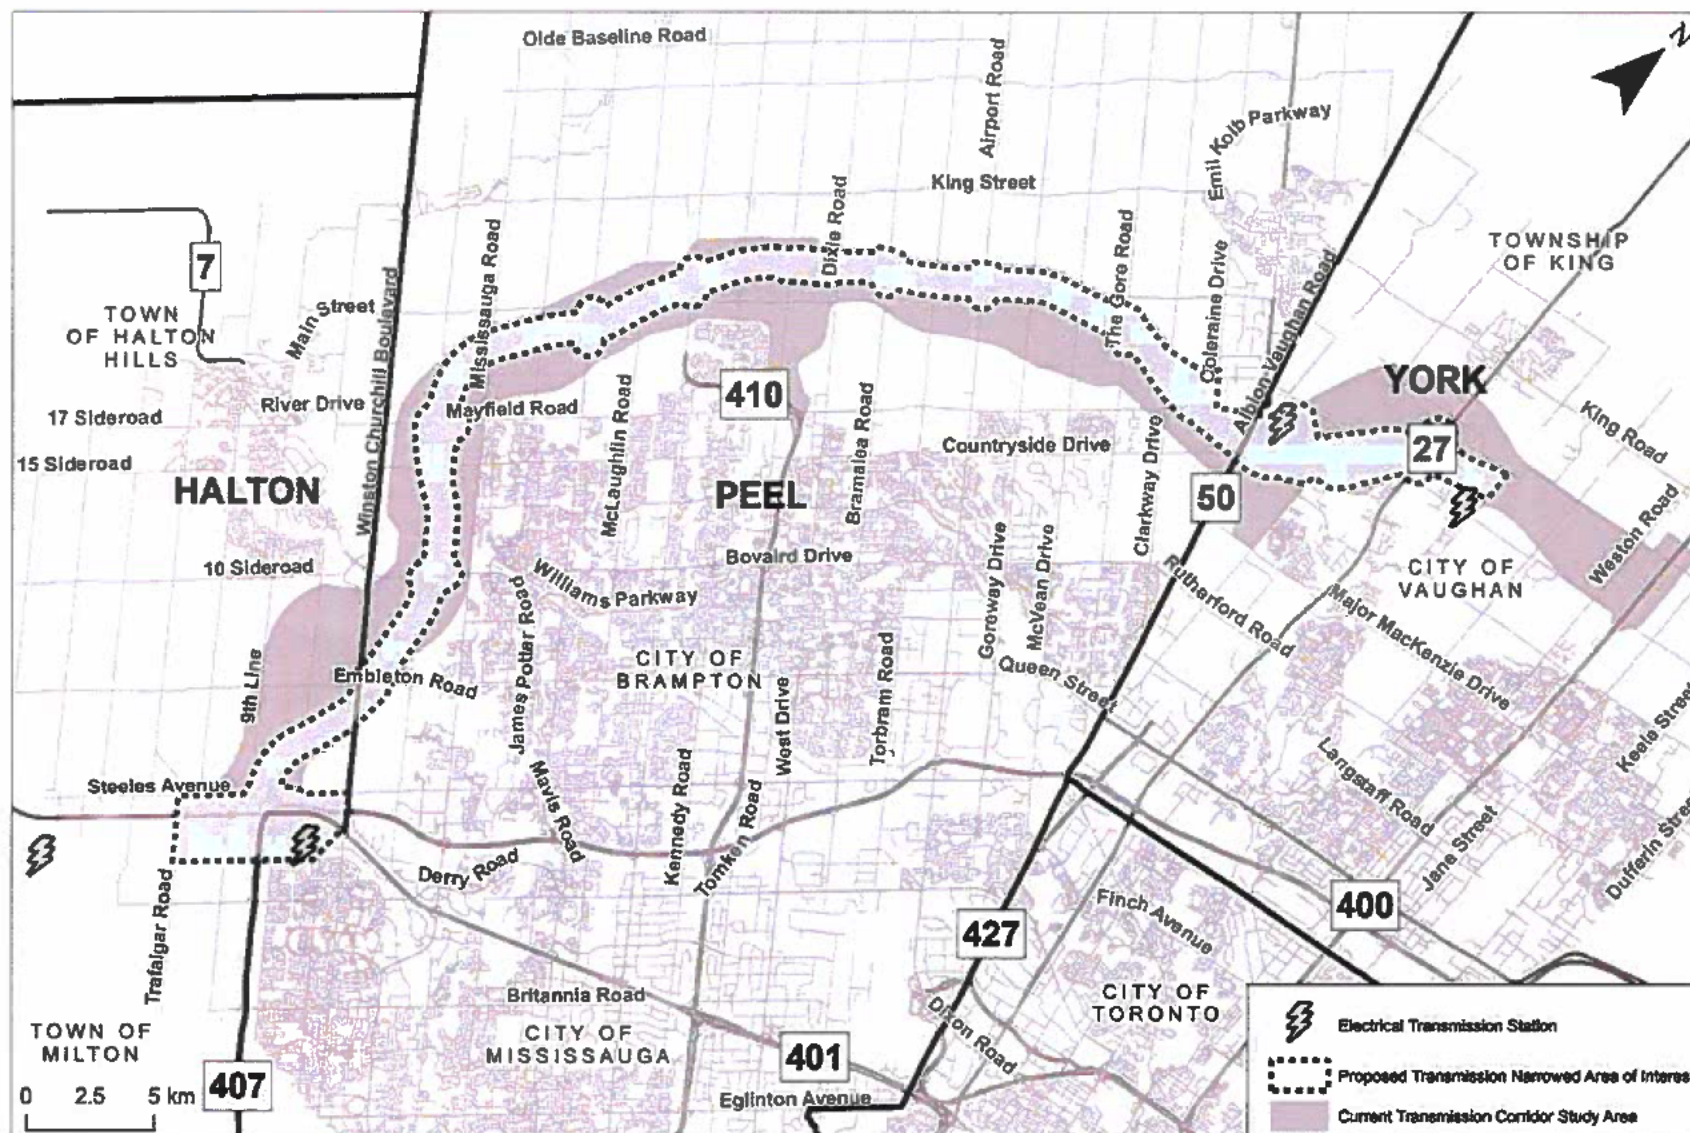 Olde Baseline Road
Airport Road
Emil Kolb Parkway
N
King Street
7
TOWN
OF HALTON
HILLS
Main Street
Winston Churchill Boulevard
Mississauga Road
Dixie Road
The Gore Road
Coleraine Drive
Albion Vaughan Road
TOWNSHIP
OF KING
YORK
17 Sideroad
River Drive
Mayfield Road
McLaughlin Road
410
Bramalea Road
Countryside Drive
Clarkway Drive
27
King Road
15 Sideroad
HALTON
PEEL
50
Weston Road
10 Sideroad
Williams Parkway
Bovaird Drive
Goroway Drive
McVean Drive
Rutherford Road
CITY OF
VAUGHAN
Major MacKenzie Drive
9th Line
Embleton Road
James Potter Road
CITY OF
BRAMPTON
West Drive
Torbram Road
Queen Street
Keele Street
Steeles Avenue
Mavis Road
Kennedy Road
Tomken Road
Langstaff Road
Jane Street
Dufferin Stree
Derry Road
Trafalgar Road
427
Finch Avenue
400
Britannia Road
CITY OF
MISSISSAUGA
CITY OF
TORONTO
Dixon Road
TOWN OF
MILTON
401
407
Eglinton Avenue
0 2.5 5 km
Electrical Transmission Station
Proposed Transmission Narrowed Area of Interes
Current Transmission Corridor Study Area